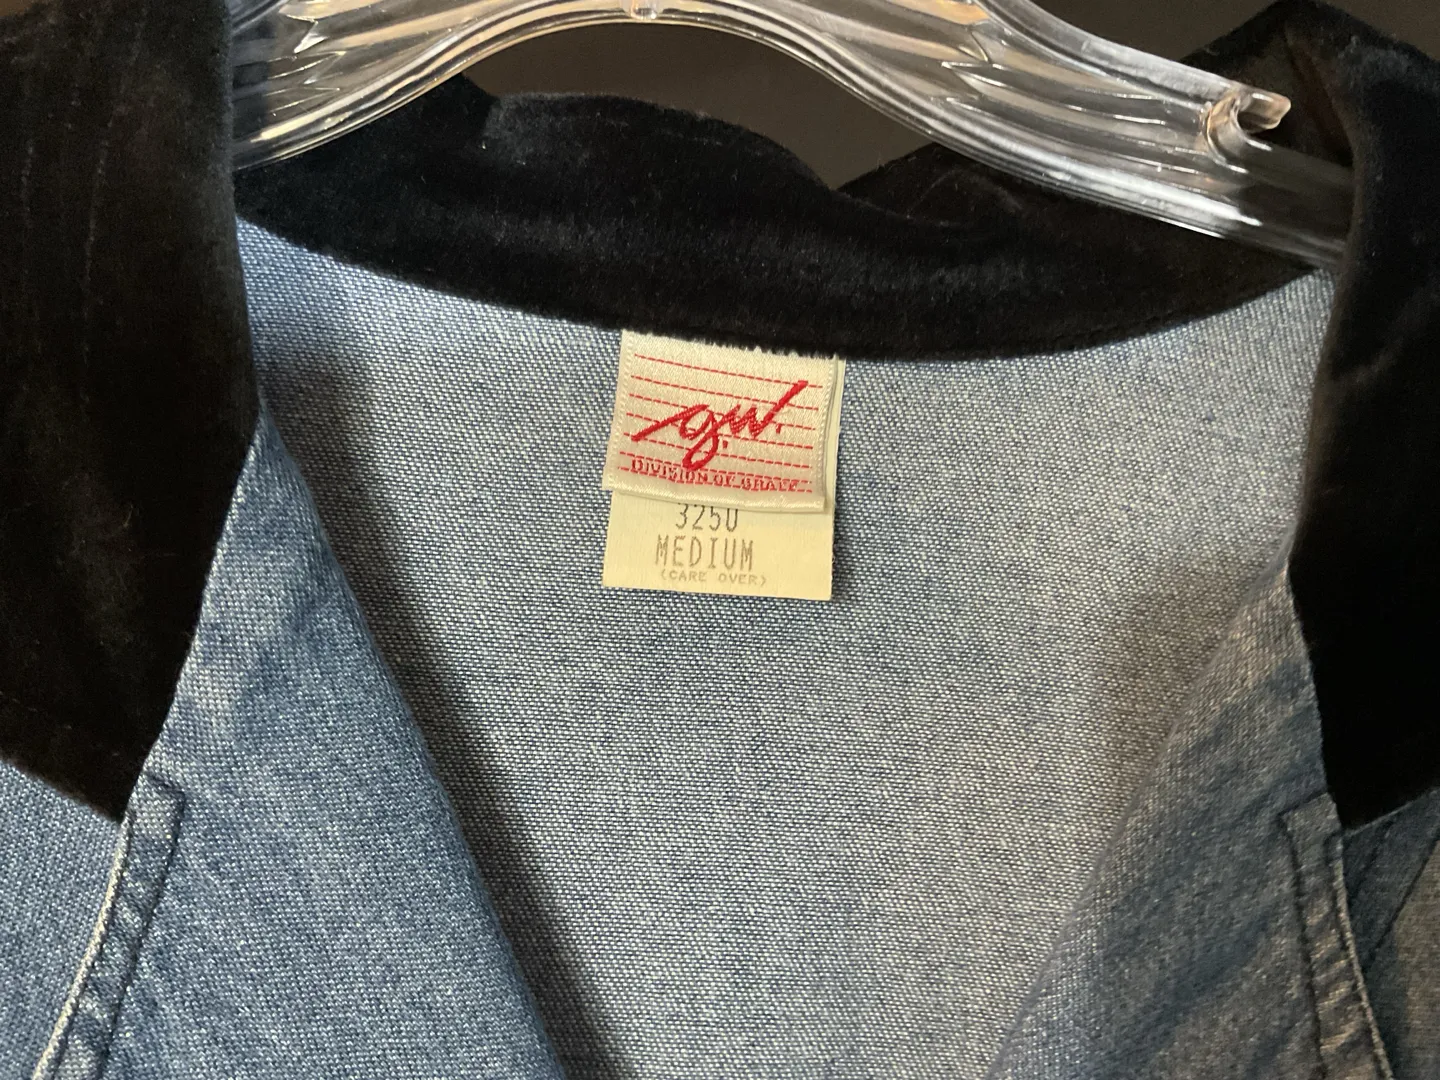 g.w.
DIVISION OF GRAFF
3250
MEDIUM
(CARE OVER)